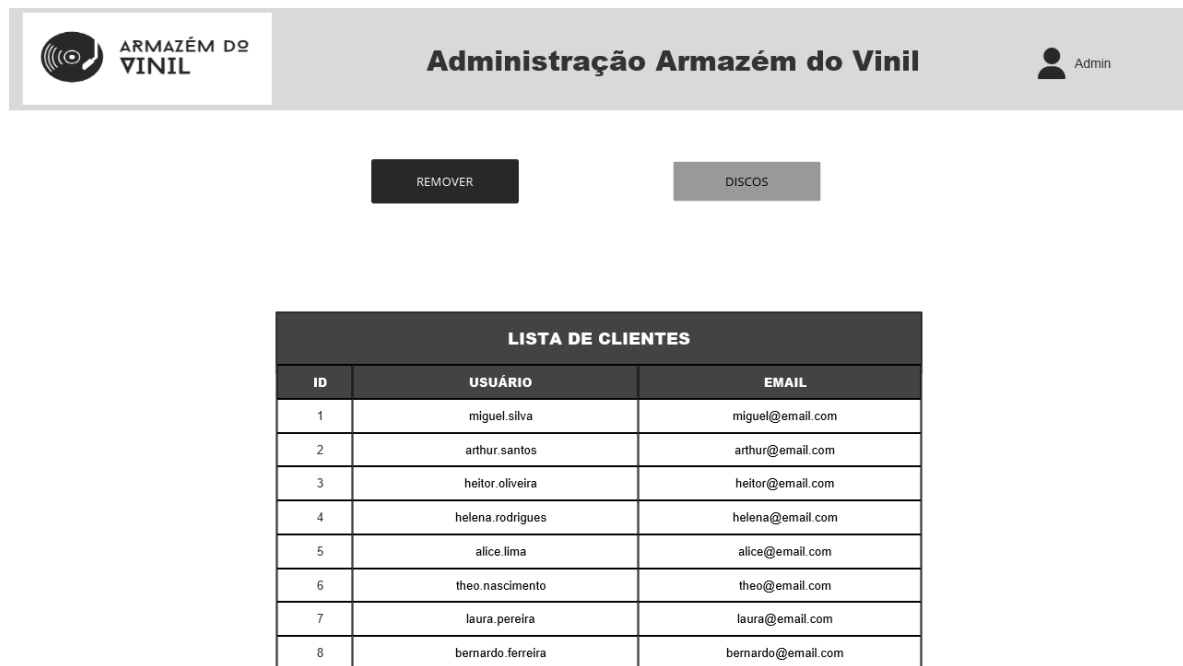 ARMAZÉM Dº
VINIL
Administração Armazém do Vinil
Admin
REMOVER
DISCOS
LISTA DE CLIENTES
ID USUÁRIO EMAIL
1 miguel.silva miguel@email.com
2 arthur.santos arthur@email.com
3 heitor.oliveira heitor@email.com
4 helena.rodrigues helena@email.com
5 alice.lima alice@email.com
6 theo.nascimento theo@email.com
7 laura.pereira laura@email.com
8 bernardo.ferreira bernardo@email.com